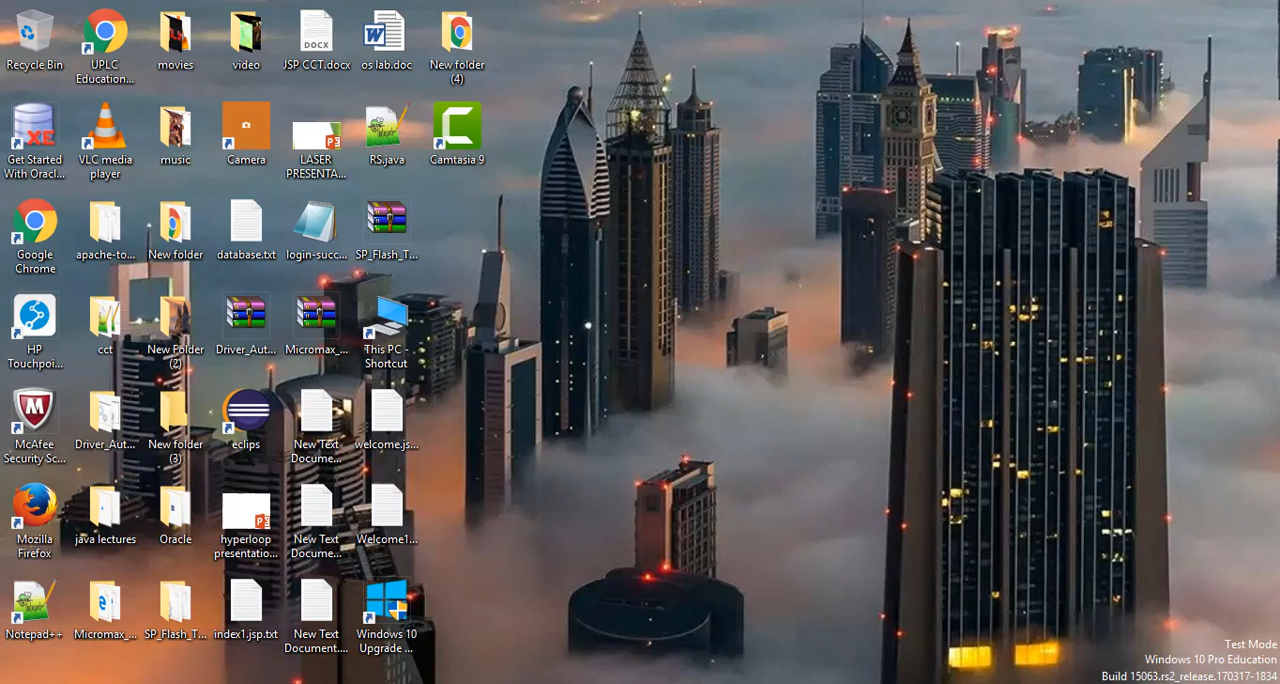 Recycle Bin
UPLC
Education...
movies
video
JSP CCT.docx
os lab.doc
New folder
(4)
Get Started
With Oracl...
VLC media
player
music
Camera
LASER
PRESENTA...
RS.java
Camtasia 9
Google
Chrome
apache-to...
New folder
database.txt
login-succ...
SP_Flash_T...
HP
Touchpoi...
cct
New Folder
(2)
Driver_Aut...
Micromax_...
This PC -
Shortcut
McAfee
Security Sc...
Driver_Aut...
New folder
(3)
eclips
New Text
Docume...
welcome.js...
Mozilla
Firefox
java lectures
Oracle
hyperloop
presentatio...
New Text
Docume...
Welcome1...
Notepad++
Micromax_...
SP_Flash_T...
index1.jsp.txt
New Text
Document....
Windows 10
Upgrade ...
DOCX
XE
Test Mode
Windows 10 Pro Education
Build 15063.rs2_release.170317-1834